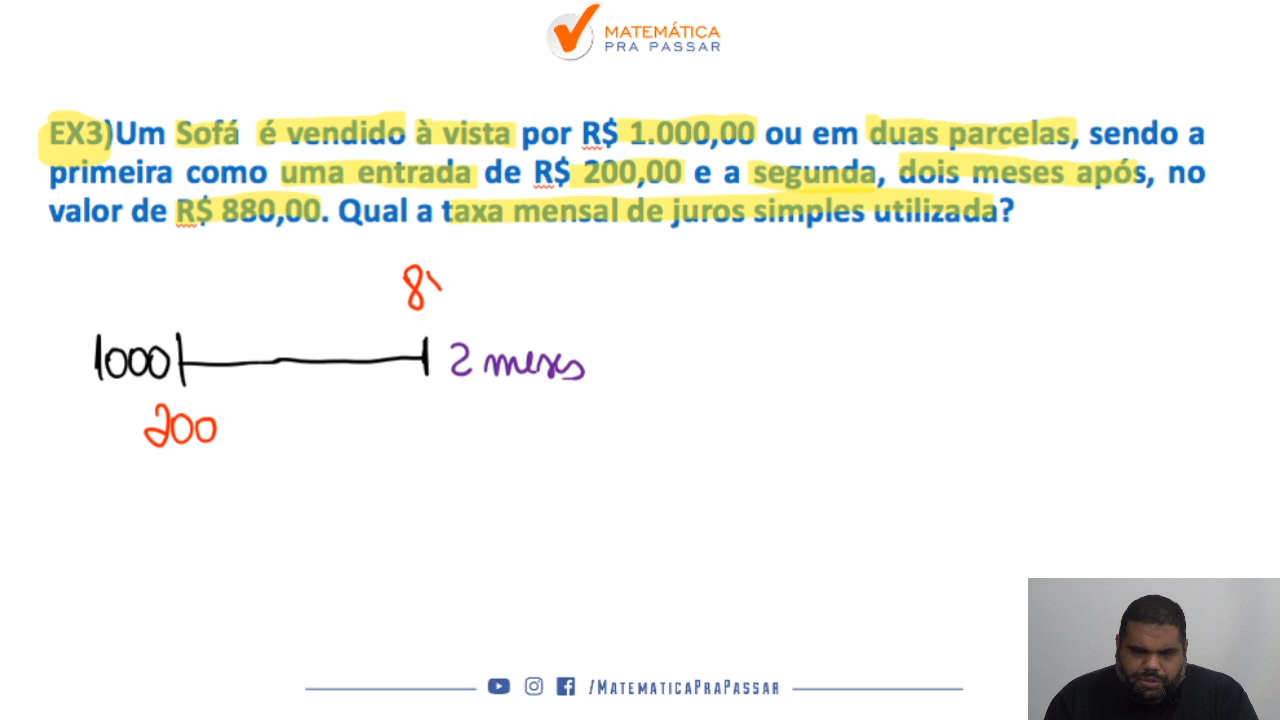 MATEMÁTICA
PRA PASSAR
EX3)Um Sofá é vendido à vista por R$ 1.000,00 ou em duas parcelas, sendo a
primeira como uma entrada de R$ 200,00 e a segunda, dois meses após, no
valor de R$ 880,00. Qual a taxa mensal de juros simples utilizada?
8
1000 2 meses
200
/MATEMATICAPRAPASSAR